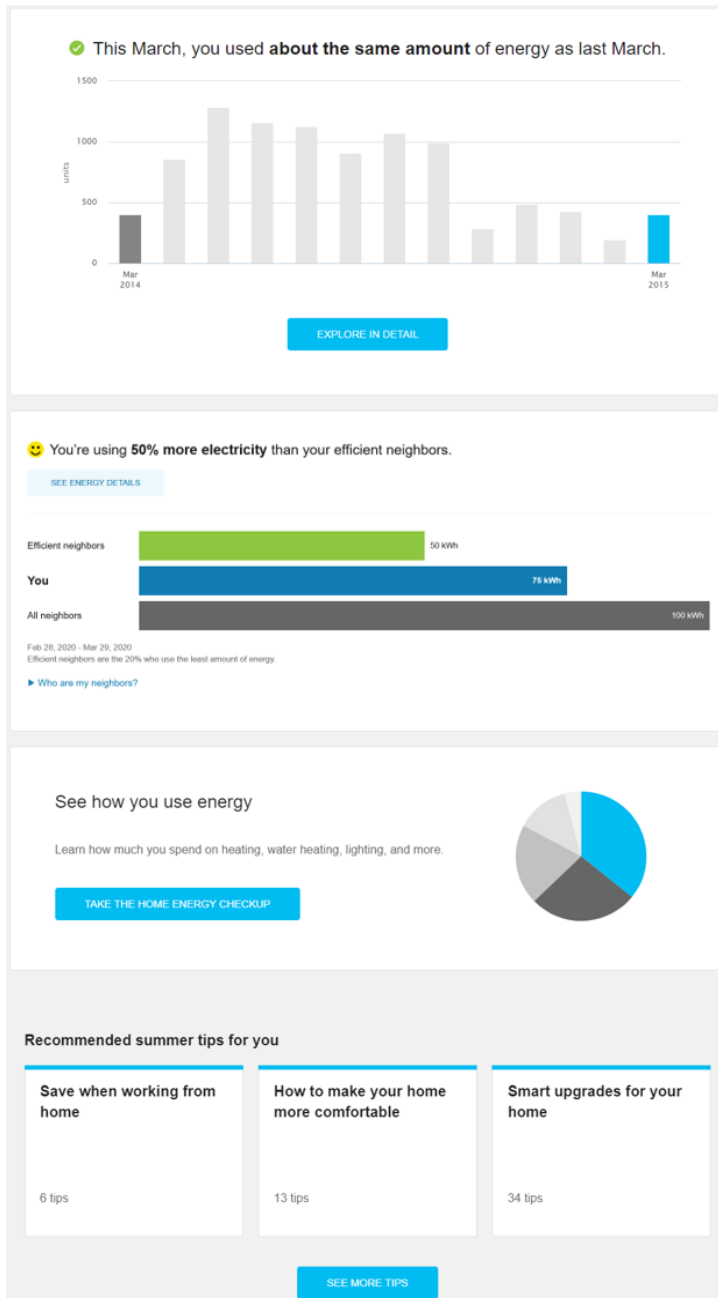 This March, you used about the same amount of energy as last March.
1500
1000
500
0
units
Mar
2014
Mar
2015
EXPLORE IN DETAIL
You're using 50% more electricity than your efficient neighbors.
SEE ENERGY DETAILS
Efficient neighbors
50 kWh
You
75 kWh
All neighbors
100 kWh
Feb 28, 2020 - Mar 29, 2020
Efficient neighbors are the 20% who use the least amount of energy.
Who are my neighbors?
See how you use energy
Learn how much you spend on heating, water heating, lighting, and more.
TAKE THE HOME ENERGY CHECKUP
Recommended summer tips for you
Save when working from
home
6 tips
How to make your home
more comfortable
13 tips
Smart upgrades for your
home
34 tips
SEE MORE TIPS